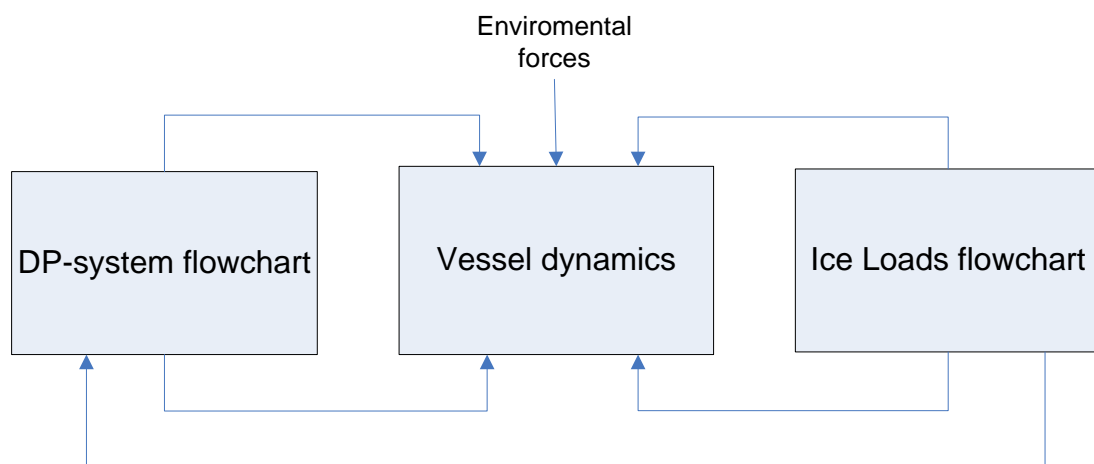 Enviromental
forces
DP-system flowchart
Vessel dynamics
Ice Loads flowchart